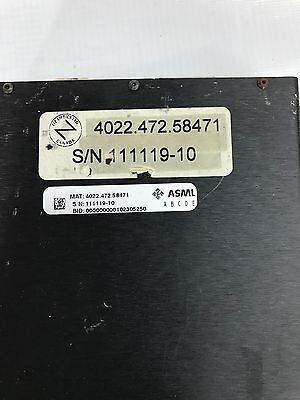 4022.472.58471
S/N 111119-10
MAT: 4022.472.58471
S/N: 111119-10
BID: 000000000102305250
ASML
A B C D E